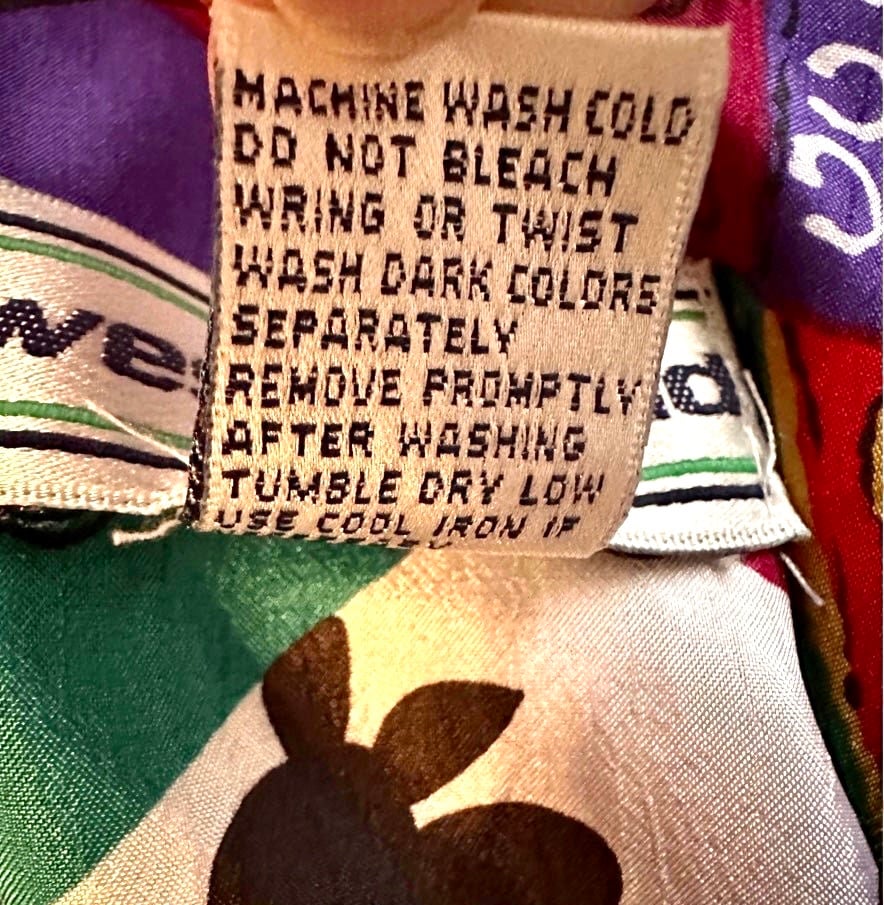 MACHINE WASH COLD
DO NOT BLEACH
WRING OR TWIST
WASH DARK COLORS
SEPARATELY
REMOVE PROMPTLY
AFTER WASHING
TUMBLE DRY LOW
USE COOL IRON IF